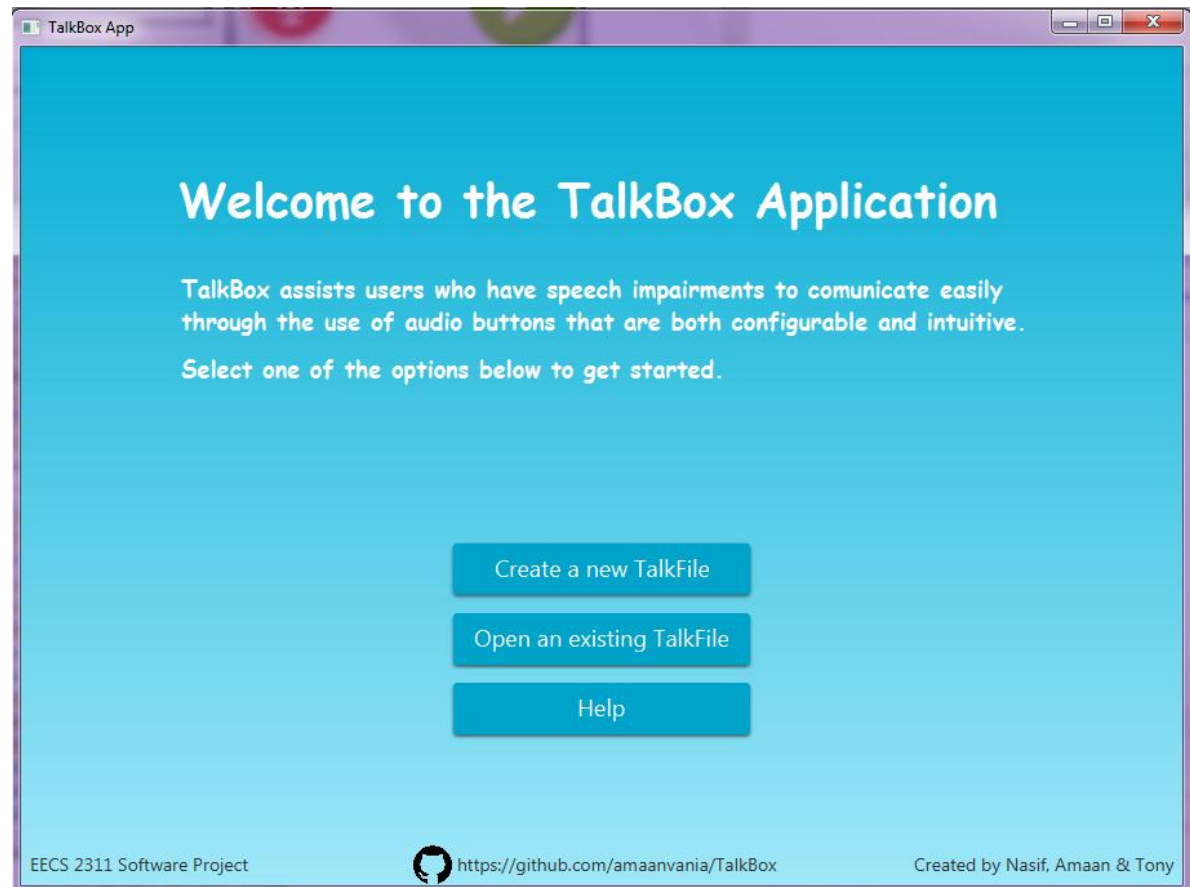 TalkBox App
Welcome to the TalkBox Application
TalkBox assists users who have speech impairments to comunicate easily
through the use of audio buttons that are both configurable and intuitive.
Select one of the options below to get started.
Create a new TalkFile
Open an existing TalkFile
Help
EECS 2311 Software Project
https://github.com/amaanvania/TalkBox
Created by Nasif, Amaan & Tony